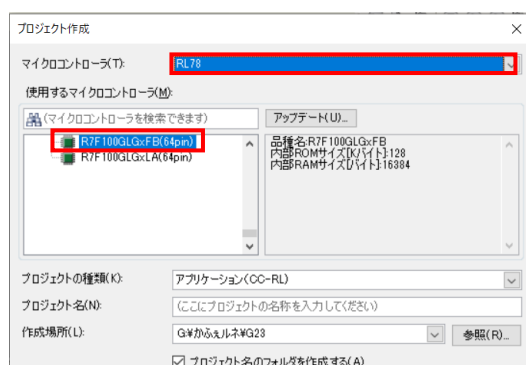 プロジェクト作成
マイクロコントローラ(T):
RL78
使用するマイクロコントローラ(M):
(マイクロコントローラを検索できます)
アップデート(U)...
R7F100GLGxFB(64pin)
R7F100GLGxLA(64pin)
品種名:R7F100GLGxFB
内部ROMサイズ[Kバイト]:128
内部RAMサイズ[バイト]:16384
プロジェクトの種類(K):
アプリケーション(CC-RL)
プロジェクト名(N):
(ここにプロジェクトの名称を入力してください)
作成場所(L):
G:¥かふぇルネ¥G23
参照(R)...
プロジェクト名のフォルダを作成する(A)